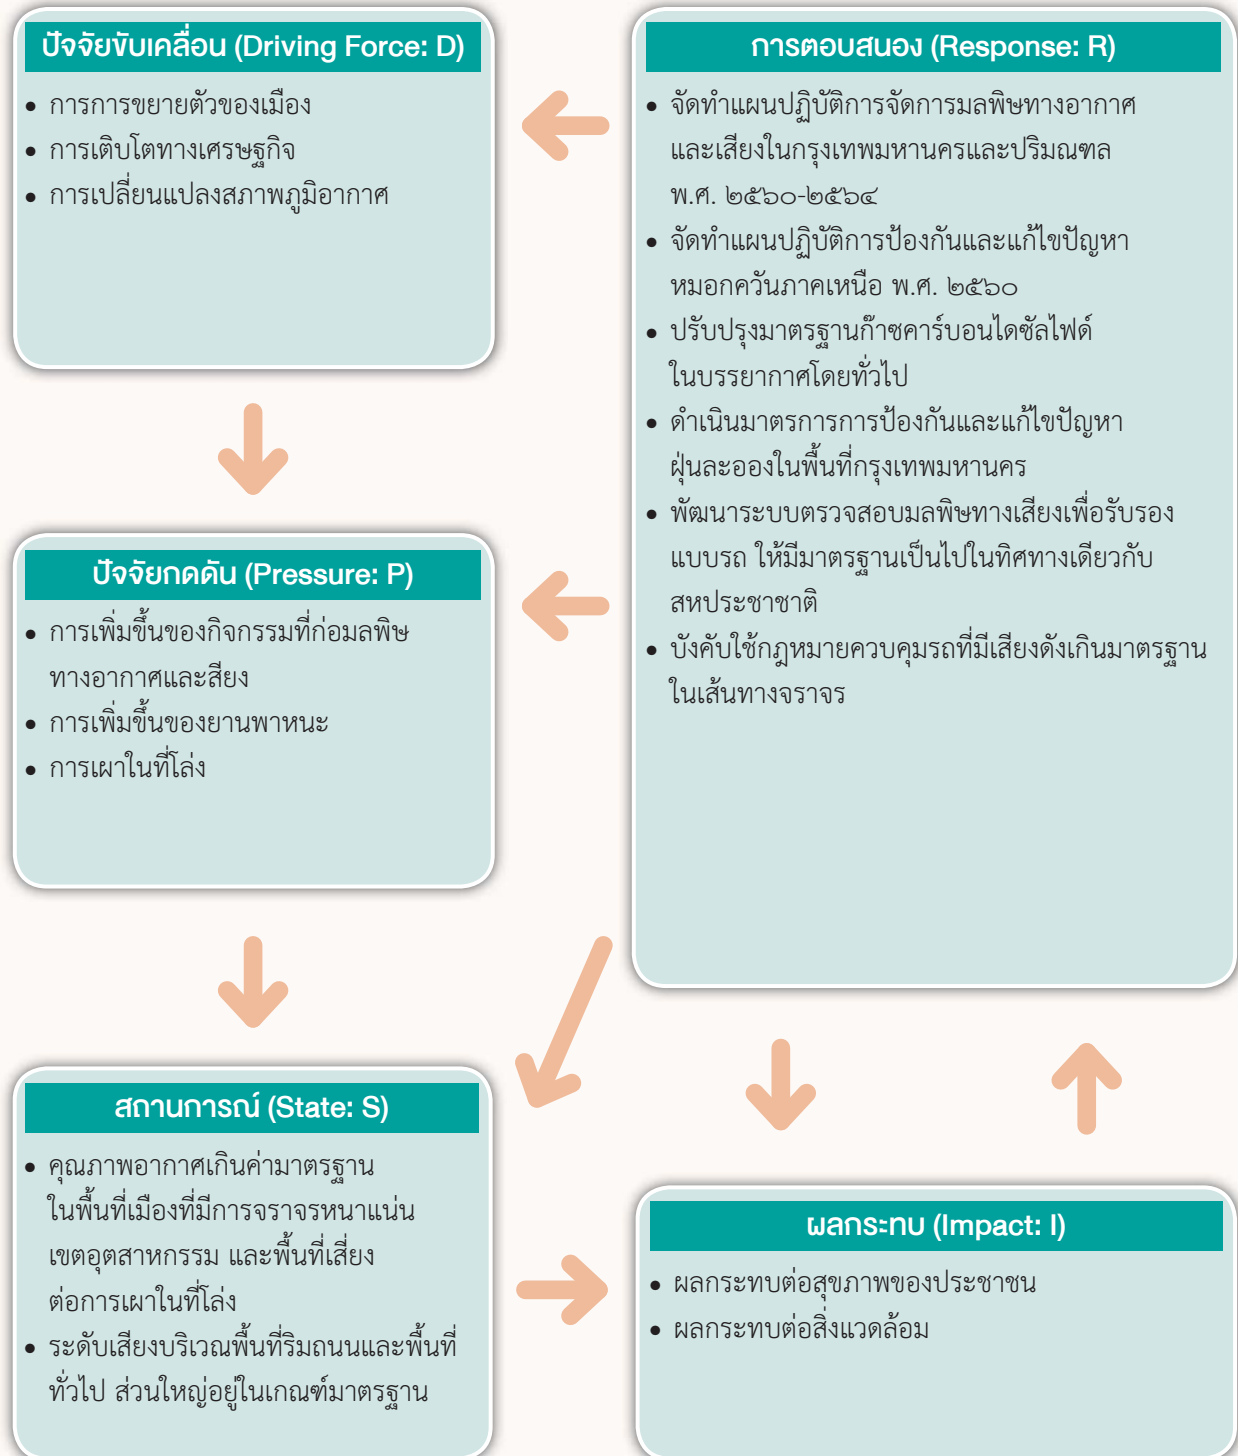 ปัจจัยขับเคลื่อน (Driving Force: D)
• การการขยายตัวของเมือง
• การเติบโตทางเศรษฐกิจ
• การเปลี่ยนแปลงสภาพภูมิอากาศ
ปัจจัยกดดัน (Pressure: P)
• การเพิ่มขึ้นของกิจกรรมที่ก่อมลพิษ
ทางอากาศและสียง
• การเพิ่มขึ้นของยานพาหนะ
• การเผาในที่โล่ง
สถานการณ์ (State: S)
• คุณภาพอากาศเกินค่ามาตรฐาน
ในพื้นที่เมืองที่มีการจราจรหนาแน่น
เขตอุตสาหกรรม และพื้นที่เสี่ยง
ต่อการเผาในที่โล่ง
• ระดับเสียงบริเวณพื้นที่ริมถนนและพื้นที่
ทั่วไป ส่วนใหญ่อยู่ในเกณฑ์มาตรฐาน
การตอบสนอง (Response: R)
• จัดทำแผนปฏิบัติการจัดการมลพิษทางอากาศ
และเสียงในกรุงเทพมหานครและปริมณฑล
พ.ศ. ๒๕๖๐-๒๕๖๔
• จัดทำแผนปฏิบัติการป้องกันและแก้ไขปัญหา
หมอกควันภาคเหนือ พ.ศ. ๒๕๖๐
• ปรับปรุงมาตรฐานก๊าซคาร์บอนไดซัลไฟด์
ในบรรยากาศโดยทั่วไป
• ดำเนินมาตรการการป้องกันและแก้ไขปัญหา
ฝุ่นละอองในพื้นที่กรุงเทพมหานคร
• พัฒนาระบบตรวจสอบมลพิษทางเสียงเพื่อรับรอง
แบบรถ ให้มีมาตรฐานเป็นไปในทิศทางเดียวกับ
สหประชาชาติ
• บังคับใช้กฎหมายควบคุมรถที่มีเสียงดังเกินมาตรฐาน
ในเส้นทางจราจร
ผลกระทบ (Impact: I)
• ผลกระทบต่อสุขภาพของประชาชน
• ผลกระทบต่อสิ่งแวดล้อม